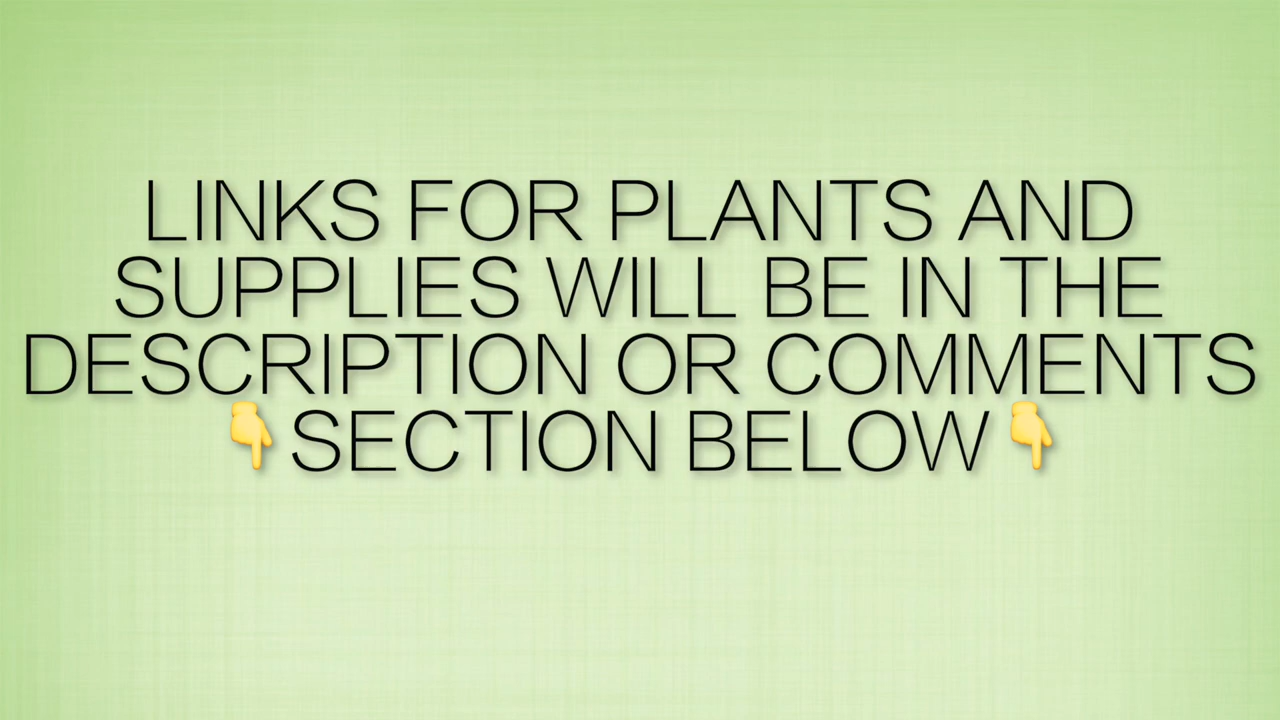 LINKS FOR PLANTS AND
SUPPLIES WILL BE IN THE
DESCRIPTION OR COMMENTS
👇SECTION BELOW👇